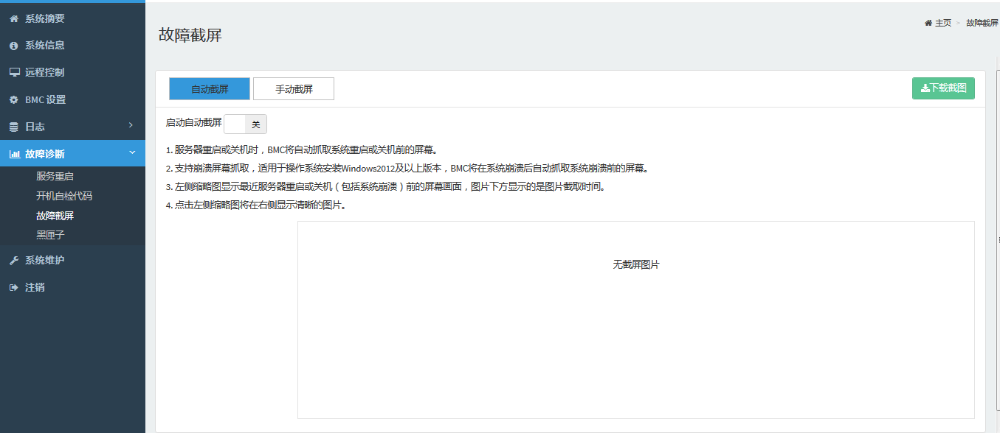 系统摘要
系统信息
远程控制
BMC 设置
日志
故障诊断
服务重启
开机自检代码
故障截屏
黑匣子
系统维护
注销
故障截屏
主页 > 故障截屏
自动截屏
手动截屏
下载截图
启动自动截屏 关
1. 服务器重启或关机时，BMC将自动抓取系统重启或关机前的屏幕。
2. 支持崩溃屏幕抓取，适用于操作系统安装Windows2012及以上版本，BMC将在系统崩溃后自动抓取系统崩溃前的屏幕。
3. 左侧缩略图显示最近服务器重启或关机（包括系统崩溃）前的屏幕画面，图片下方显示的是图片截取时间。
4. 点击左侧缩略图将在右侧显示清晰的图片。
无截屏图片